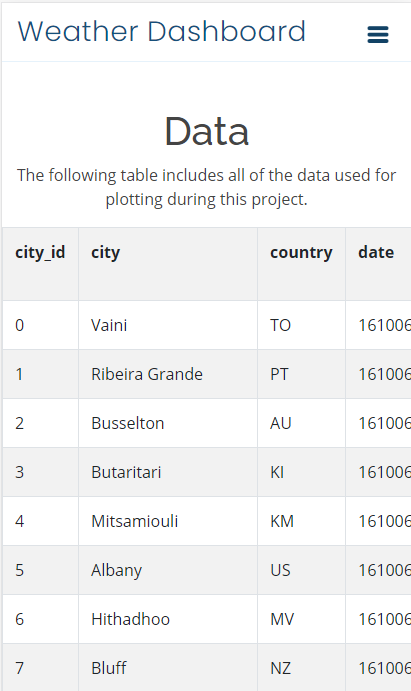 Weather Dashboard
Data
The following table includes all of the data used for
plotting during this project.
city_id city country date
0 Vaini TO 161006
1 Ribeira Grande PT 161006
2 Busselton AU 161006
3 Butaritari KI 161006
4 Mitsamiouli KM 161006
5 Albany US 161006
6 Hithadhoo MV 161006
7 Bluff NZ 161006